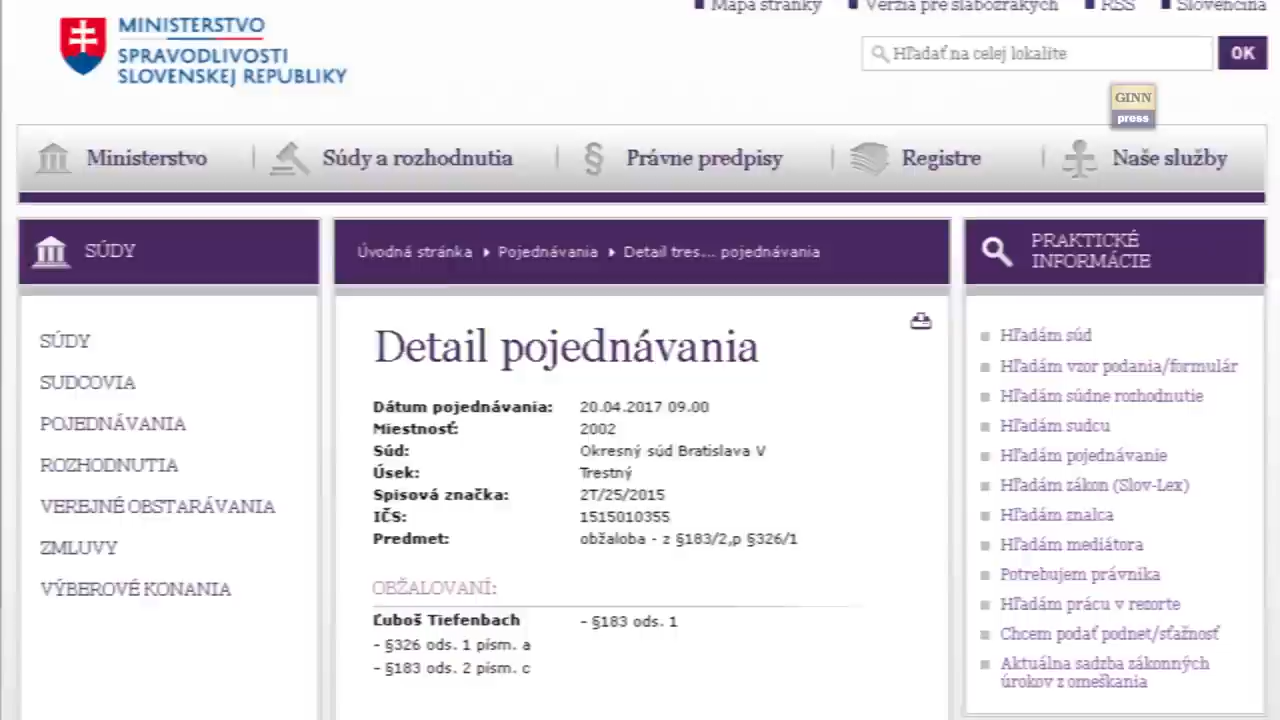 Mapa stránky
Verzia pre slabozrakých
RSS
Slovenčina
MINISTERSTVO
SPRAVODLIVOSTI
SLOVENSKEJ REPUBLIKY
Hľadať na celej lokalite
OK
GINN
press
Ministerstvo
Súdy a rozhodnutia
§
Právne predpisy
Registre
Naše služby
SÚDY
Úvodná stránka
Pojednávania
Detail tres... pojednávania
PRAKTICKÉ
INFORMÁCIE
SÚDY
SUDCOVIA
POJEDNÁVANIA
ROZHODNUTIA
VEREJNÉ OBSTARÁVANIA
ZMLUVY
VÝBEROVÉ KONANIA
Detail pojednávania
Dátum pojednávania: 20.04.2017 09.00
Miestnosť: 2002
Súd: Okresný súd Bratislava V
Úsek: Trestný
Spisová značka: 2T/25/2015
IČS: 1515010355
Predmet: obžaloba - z §183/2,p §326/1
OBŽALOVANÍ:
Ľuboš Tiefenbach - §183 ods. 1
- §326 ods. 1 písm. a
- §183 ods. 2 písm. c
Hľadám súd
Hľadám vzor podania/formulár
Hľadám súdne rozhodnutie
Hľadám sudcu
Hľadám pojednávanie
Hľadám zákon (Slov-Lex)
Hľadám znalca
Hľadám mediátora
Potrebujem právnika
Hľadám prácu v rezorte
Chcem podať podnet/sťažnosť
Aktuálna sadzba zákonných
úrokov z omeškania